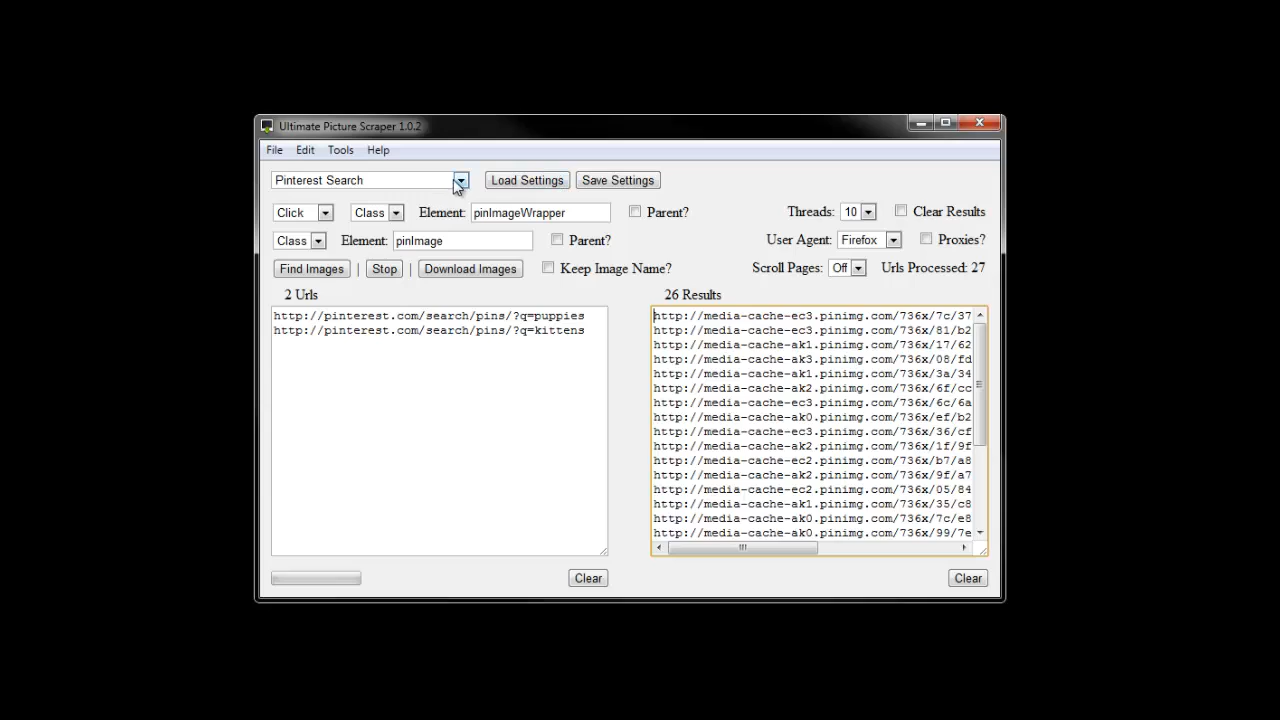 Ultimate Picture Scraper 1.0.2
File Edit Tools Help
Pinterest Search Load Settings Save Settings
Click Class Element: pinImageWrapper Parent? Threads: 10 Clear Results
Class Element: pinImage Parent? User Agent: Firefox Proxies?
Find Images | Stop | Download Images Keep Image Name? Scroll Pages: Off Urls Processed: 27
2 Urls
http://pinterest.com/search/pins/?q=puppies
http://pinterest.com/search/pins/?q=kittens
Clear
26 Results
http://media-cache-ec3.pinimg.com/736x/7c/37
http://media-cache-ec3.pinimg.com/736x/81/b2
http://media-cache-ak1.pinimg.com/736x/17/62
http://media-cache-ak3.pinimg.com/736x/08/fd
http://media-cache-ak1.pinimg.com/736x/3a/34
http://media-cache-ak2.pinimg.com/736x/6f/cc
http://media-cache-ec3.pinimg.com/736x/6c/6a
http://media-cache-ak0.pinimg.com/736x/ef/b2
http://media-cache-ec3.pinimg.com/736x/36/cf
http://media-cache-ak2.pinimg.com/736x/1f/9f
http://media-cache-ec2.pinimg.com/736x/b7/a8
http://media-cache-ak2.pinimg.com/736x/9f/a7
http://media-cache-ec2.pinimg.com/736x/05/84
http://media-cache-ak1.pinimg.com/736x/35/c8
http://media-cache-ak0.pinimg.com/736x/7c/e8
http://media-cache-ak0.pinimg.com/736x/99/7e
Clear